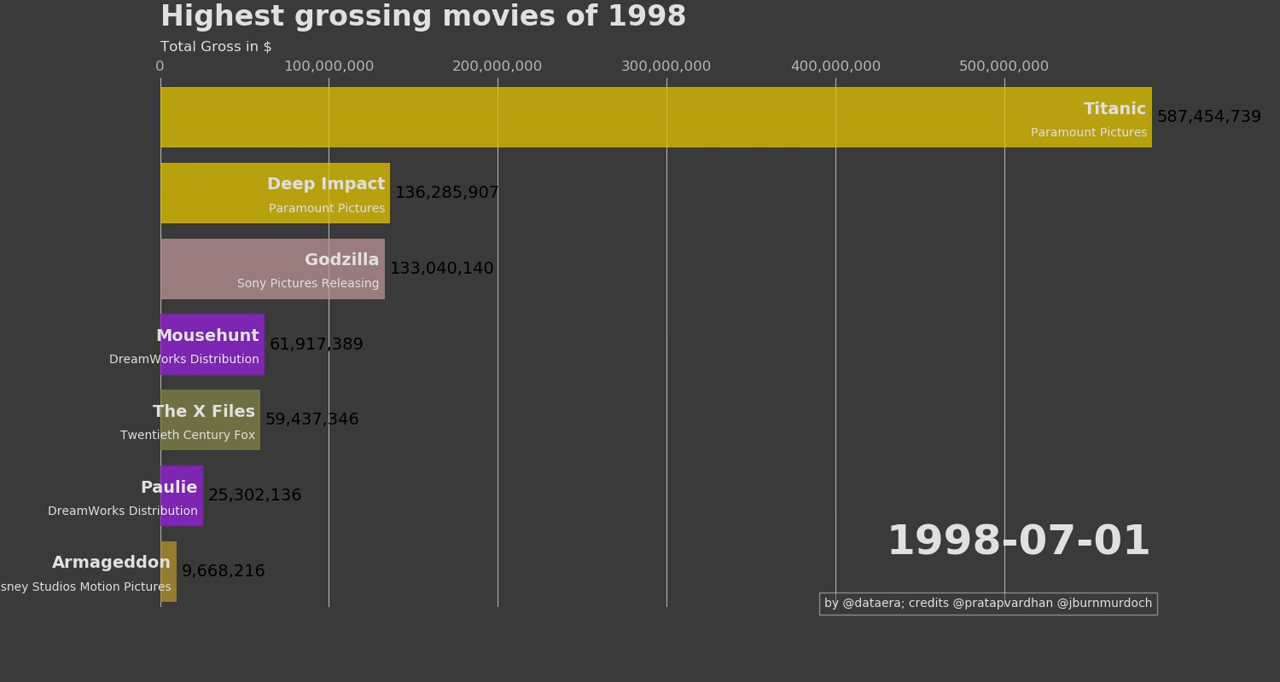 Highest grossing movies of 1998
Total Gross in $
0 100,000,000 200,000,000 300,000,000 400,000,000 500,000,000
Titanic
Paramount Pictures
587,454,739
Deep Impact
Paramount Pictures
136,285,907
Godzilla
Sony Pictures Releasing
133,040,140
Mousehunt
DreamWorks Distribution
61,917,389
The X Files
Twentieth Century Fox
59,437,346
Paulie
DreamWorks Distribution
25,302,136
Armageddon
sney Studios Motion Pictures
9,668,216
1998-07-01
by @dataera; credits @pratapvardhan @jburnmurdoch